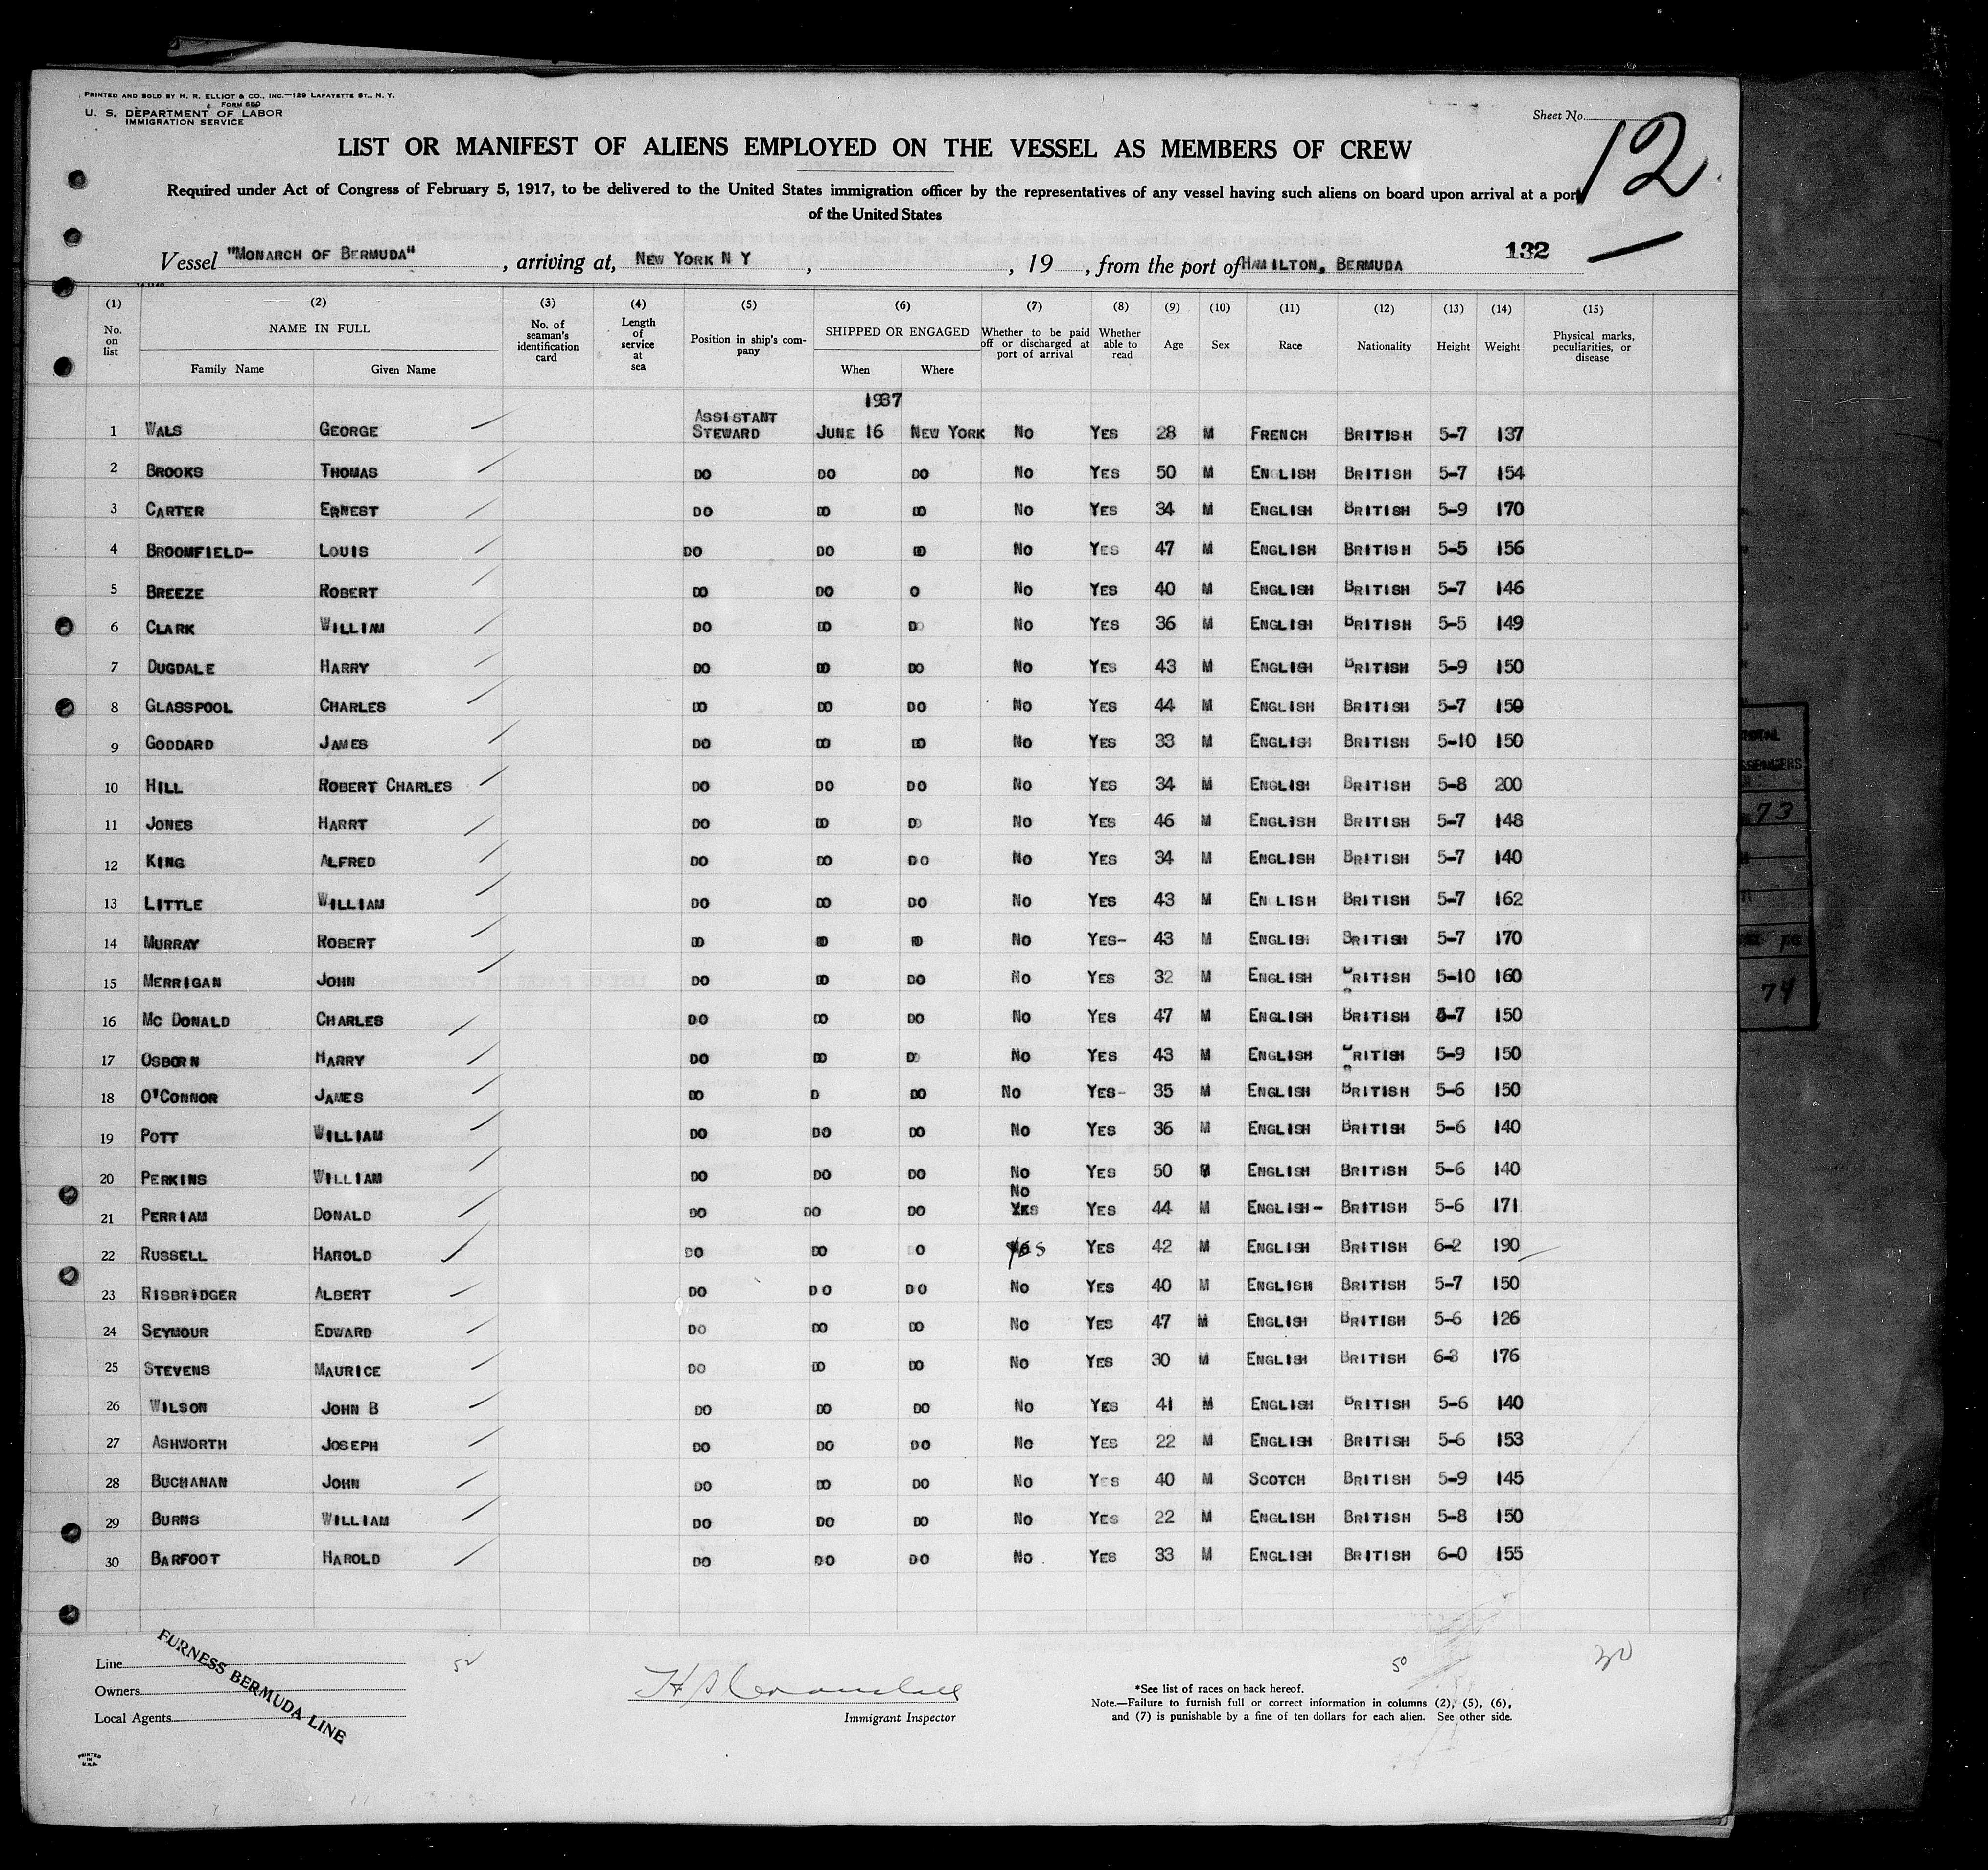 PRINTED AND SOLD BY H. R. ELLIOT & CO., INC.—129 LAFAYETTE ST., N. Y.
FORM 680
U. S. DEPARTMENT OF LABOR
IMMIGRATION SERVICE
Sheet No.
12
LIST OR MANIFEST OF ALIENS EMPLOYED ON THE VESSEL AS MEMBERS OF CREW
Required under Act of Congress of February 5, 1917, to be delivered to the United States immigration officer by the representatives of any vessel having such aliens on board upon arrival at a port
of the United States
Vessel "MONARCH OF BERMUDA", arriving at, NEW YORK N Y, , 19 , from the port of HAMILTON, BERMUDA 132
(1) (2) (3) (4) (5) (6) (7) (8) (9) (10) (11) (12) (13) (14) (15)
No. on list NAME IN FULL Family Name Given Name No. of seaman's identification card Length of service at sea Position in ship's company SHIPPED OR ENGAGED When Where Whether to be paid off or discharged at port of arrival Whether able to read Age Sex Race Nationality Height Weight Physical marks, peculiarities, or disease
1937
1 WALS GEORGE ASSISTANT STEWARD JUNE 16 NEW YORK NO YES 28 M FRENCH BRITISH 5-7 137
2 BROOKS THOMAS DO DO DO NO YES 50 M ENGLISH BRITISH 5-7 154
3 CARTER ERNEST DO DO DO NO YES 34 M ENGLISH BRITISH 5-9 170
4 BROOMFIELD- LOUIS DO DO DO NO YES 47 M ENGLISH BRITISH 5-5 156
5 BREEZE ROBERT DO DO O NO YES 40 M ENGLISH BRITISH 5-7 146
6 CLARK WILLIAM DO DO DO NO YES 36 M ENGLISH BRITISH 5-5 149
7 DUGDALE HARRY DO DO DO NO YES 43 M ENGLISH BRITISH 5-9 150
8 GLASSPOOL CHARLES DO DO DO NO YES 44 M ENGLISH BRITISH 5-7 150
9 GODDARD JAMES DO DO DO NO YES 33 M ENGLISH BRITISH 5-10 150
10 HILL ROBERT CHARLES DO DO DO NO YES 34 M ENGLISH BRITISH 5-8 200
11 JONES HARRT DO DO DO NO YES 46 M ENGLISH BRITISH 5-7 148
12 KING ALFRED DO DO DO NO YES 34 M ENGLISH BRITISH 5-7 140
13 LITTLE WILLIAM DO DO DO NO YES 43 M EN LISH BRITISH 5-7 162
14 MURRAY ROBERT DO DO DO NO YES- 43 M ENGLISH BRITISH 5-7 170
15 MERRIGAN JOHN DO DO DO NO YES 32 M ENGLISH BRITISH 5-10 160
16 MC DONALD CHARLES DO DO DO NO YES 47 M ENGLISH BRITISH 5-7 150
17 OSBORN HARRY DO DO DO NO YES 43 M ENGLISH BRITISH 5-9 150
18 O'CONNOR JAMES DO D DO NO YES- 35 M ENGLISH BRITISH 5-6 150
19 POTT WILLIAM DO DO DO NO YES 36 M ENGLISH BRITISH 5-6 140
20 PERKINS WILLIAM DO DO DO NO YES 50 M ENGLISH BRITISH 5-6 140
21 PERRIAM DONALD DO DO DO NO YES YES 44 M ENGLISH- BRITISH 5-6 171
22 RUSSELL HAROLD DO DO O YES YES 42 M ENGLISH BRITISH 6-2 190
23 RISBRIDGER ALBERT DO DO DO NO YES 40 M ENGLISH BRITISH 5-7 150
24 SEYMOUR EDWARD DO DO DO NO YES 47 M ENGLISH BRITISH 5-6 126
25 STEVENS MAURICE DO DO DO NO YES 30 M ENGLISH BRITISH 6-3 176
26 WILSON JOHN B DO DO DO NO YES 41 M ENGLISH BRITISH 5-6 140
27 ASHWORTH JOSEPH DO DO DO NO YES 22 M ENGLISH BRITISH 5-6 153
28 BUCHANAN JOHN DO DO DO NO YES 40 M SCOTCH BRITISH 5-9 145
29 BURNS WILLIAM DO DO DO NO YES 22 M ENGLISH BRITISH 5-8 150
30 BARFOOT HAROLD DO DO DO NO YES 33 M ENGLISH BRITISH 6-0 155
Line
Owners
Local Agents
FURNESS BERMUDA LINE
52
Immigrant Inspector
50
30
*See list of races on back hereof.
Note.—Failure to furnish full or correct information in columns (2), (5), (6),
and (7) is punishable by a fine of ten dollars for each alien. See other side.
PRINTED
IN
U.S.A.
73
74